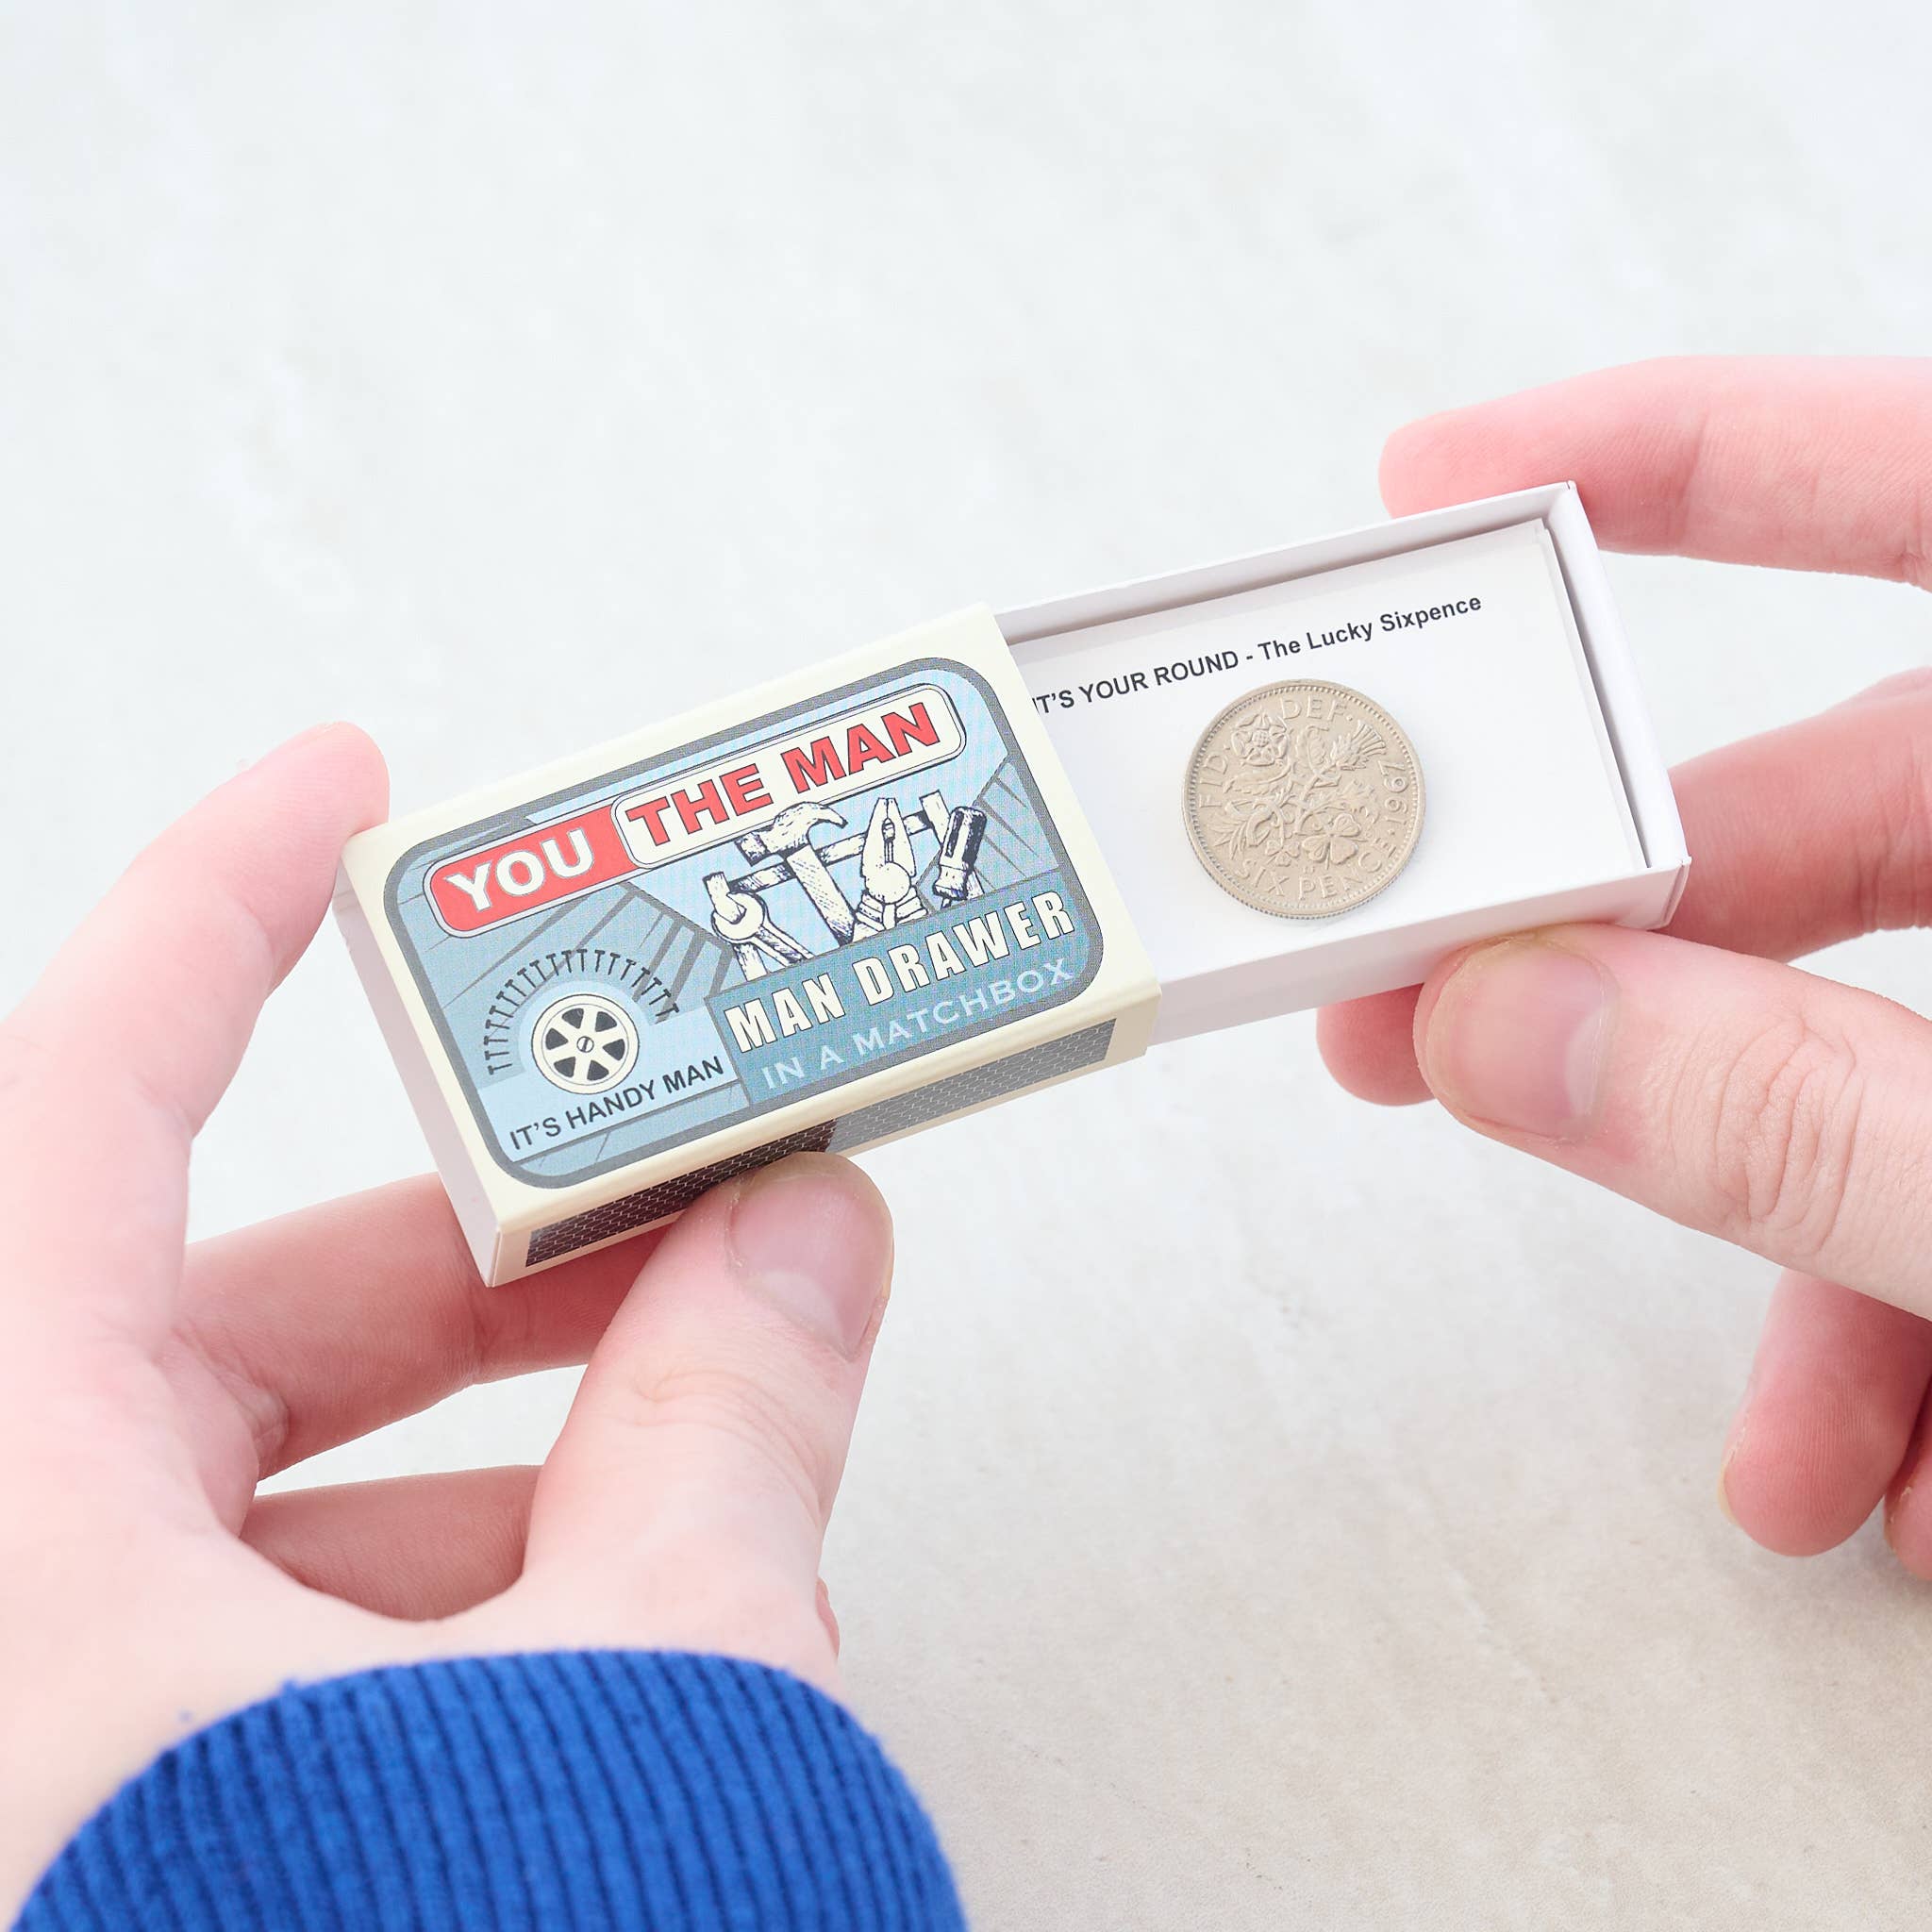 YOU THE MAN
MAN DRAWER
IN A MATCHBOX
IT'S HANDY MAN
IT'S YOUR ROUND - The Lucky Sixpence
FID · DEF · 1967
SIX PENCE